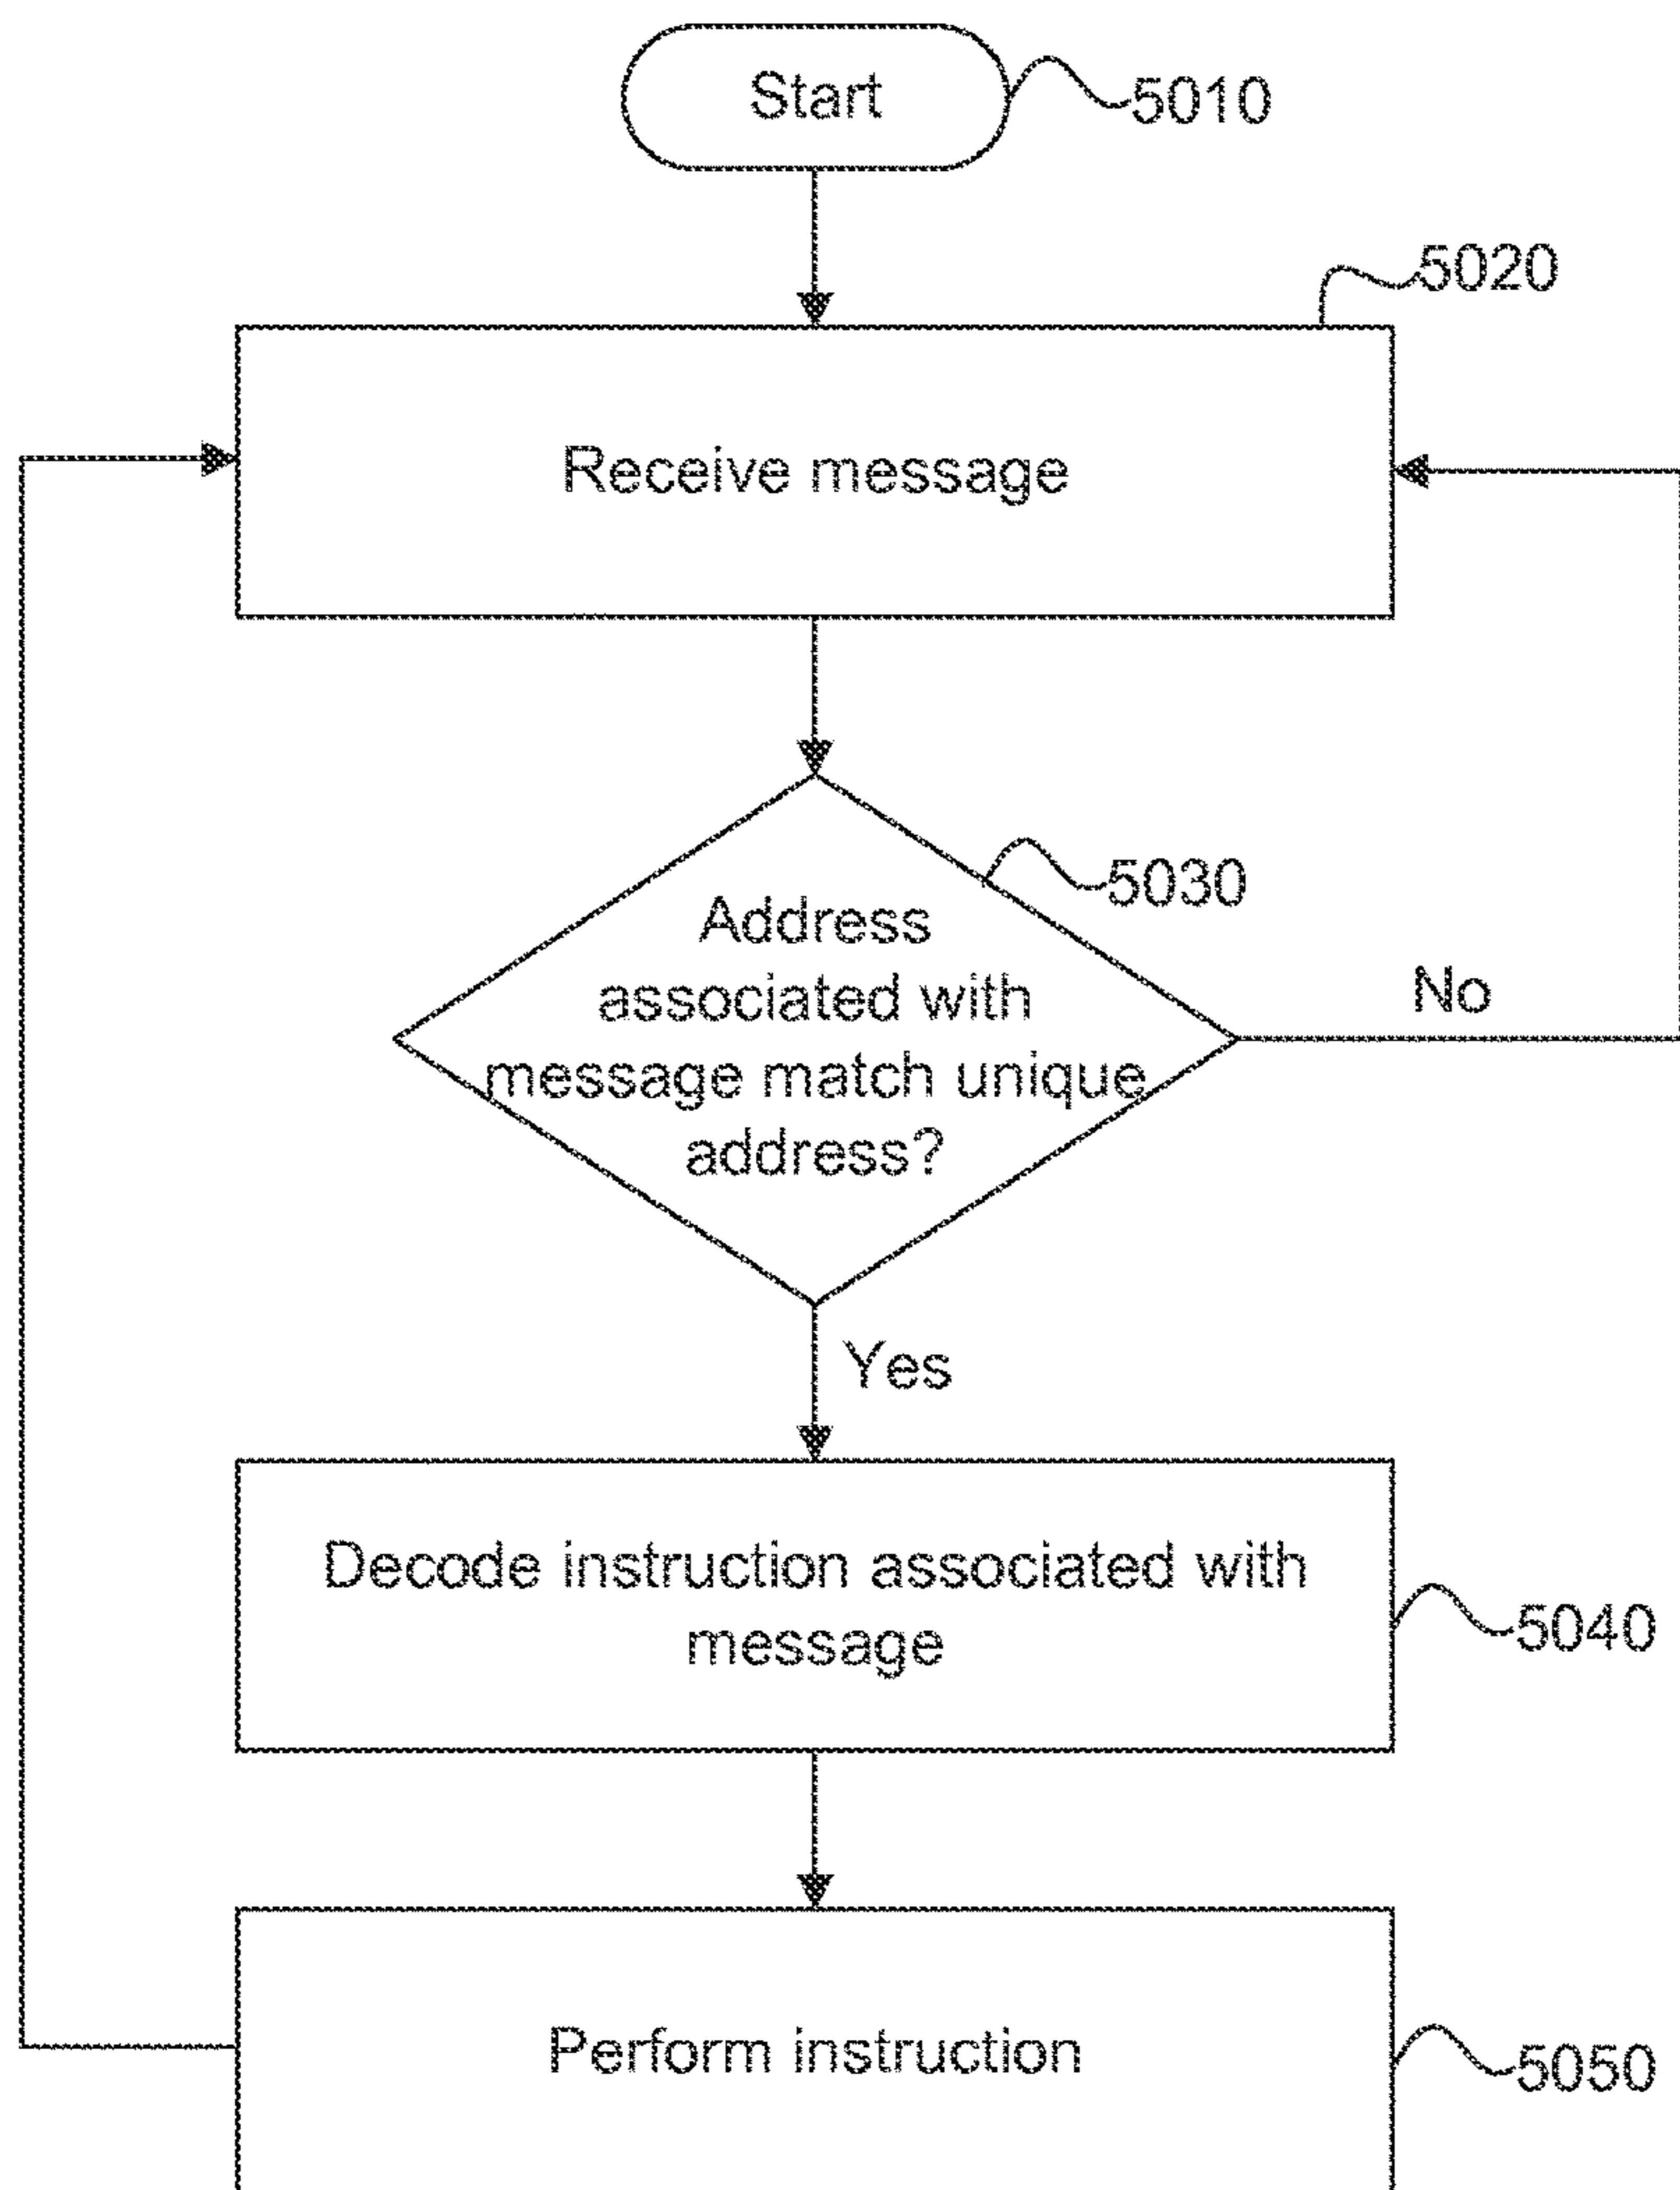 Start
5010
5020
Receive message
5030
Address
associated with
message match unique
address?
No
Yes
Decode instruction associated with
message
5040
Perform instruction
5050